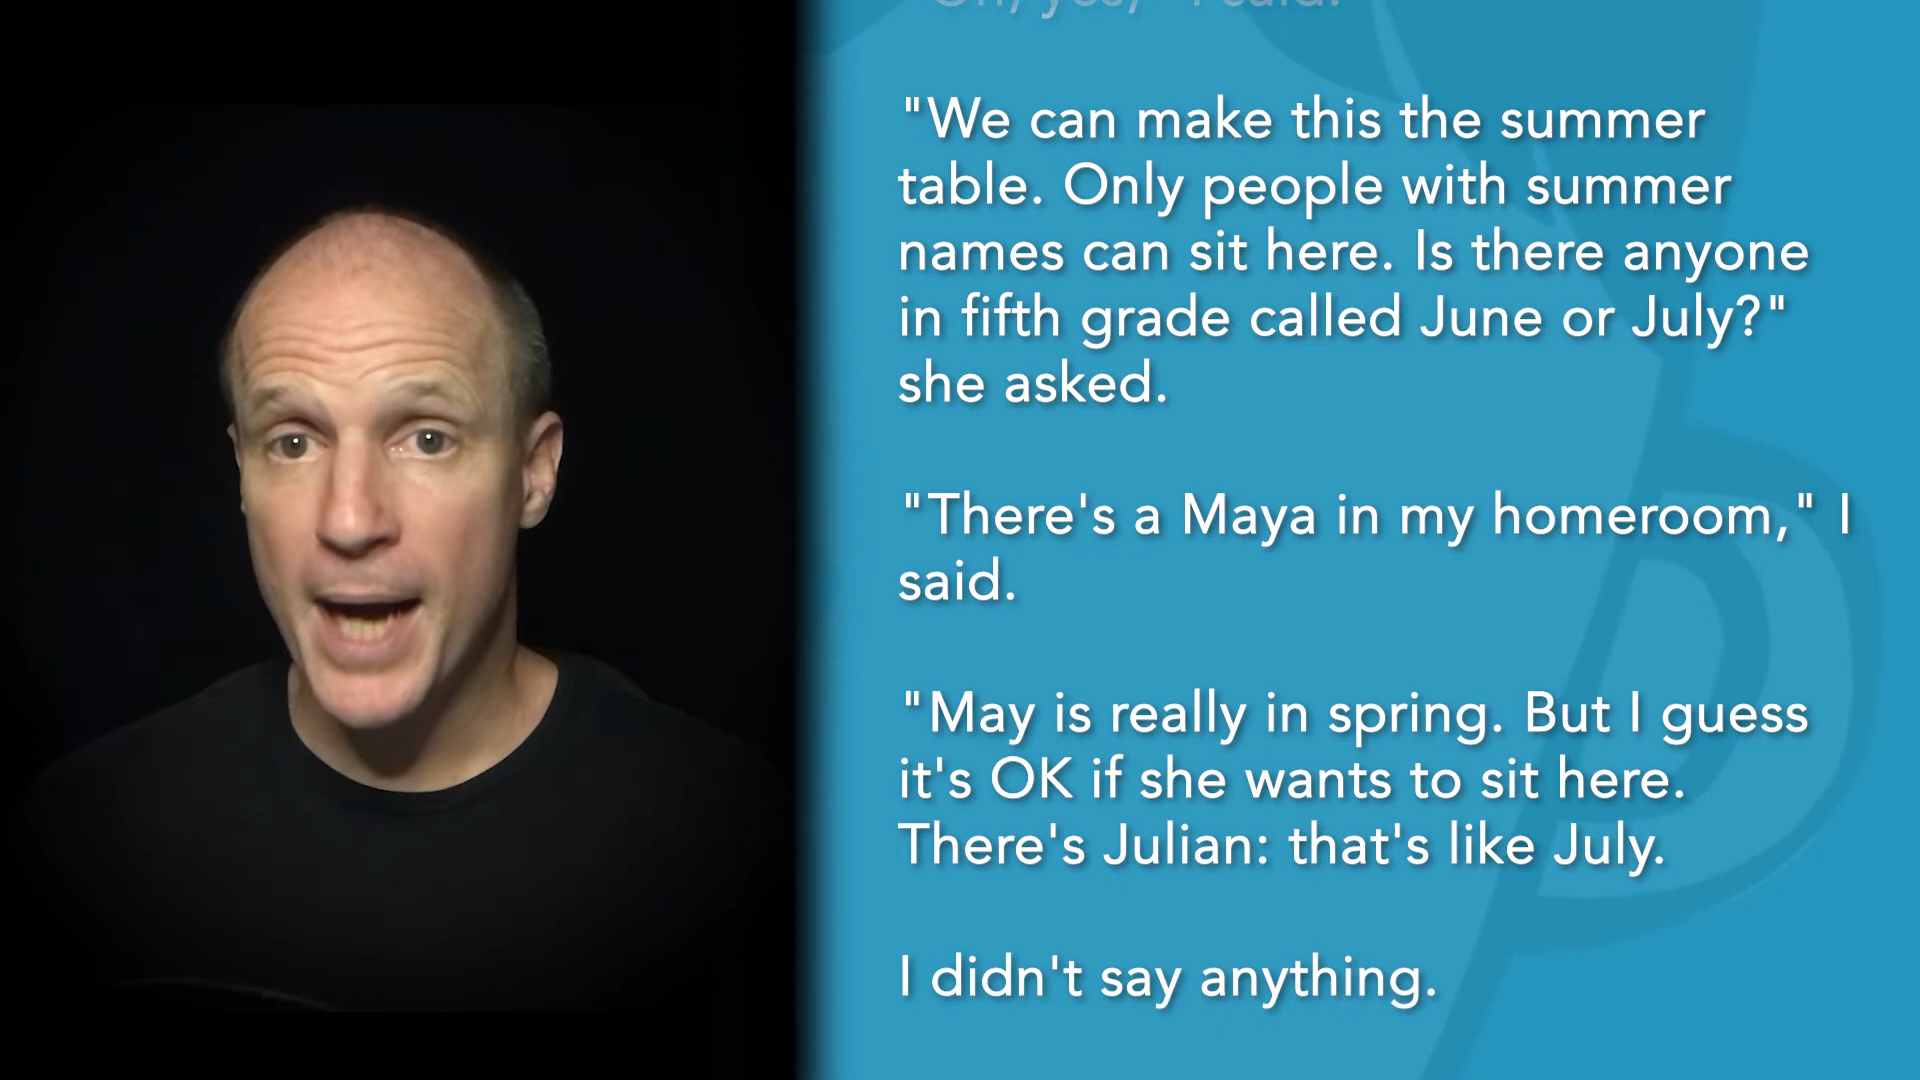 "We can make this the summer
table. Only people with summer
names can sit here. Is there anyone
in fifth grade called June or July?"
she asked.
"There's a Maya in my homeroom," I
said.
"May is really in spring. But I guess
it's OK if she wants to sit here.
There's Julian: that's like July.
I didn't say anything.